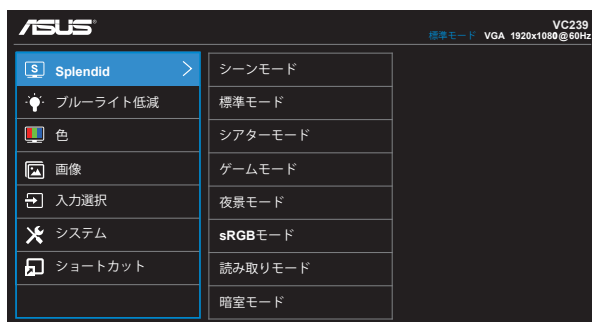 ASUS
VC239
標準モード VGA 1920x1080@60Hz
S Splendid
ブルーライト低減
色
画像
入力選択
システム
ショートカット
シーンモード
標準モード
シアターモード
ゲームモード
夜景モード
sRGBモード
読み取りモード
暗室モード